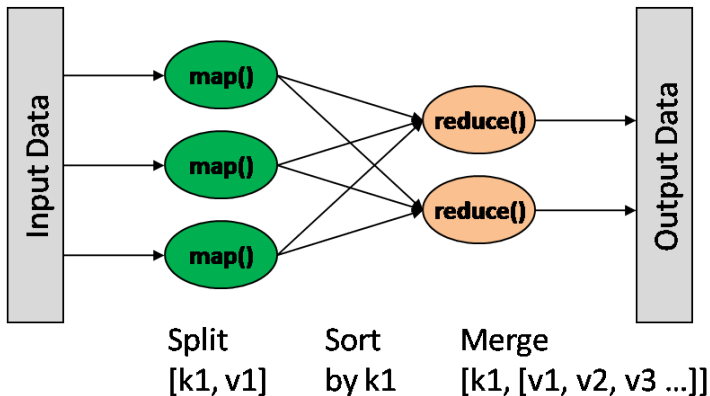 Input Data
map()
map()
map()
reduce()
reduce()
Output Data
Split
[k1, v1]
Sort
by k1
Merge
[k1, [v1, v2, v3 ...]]